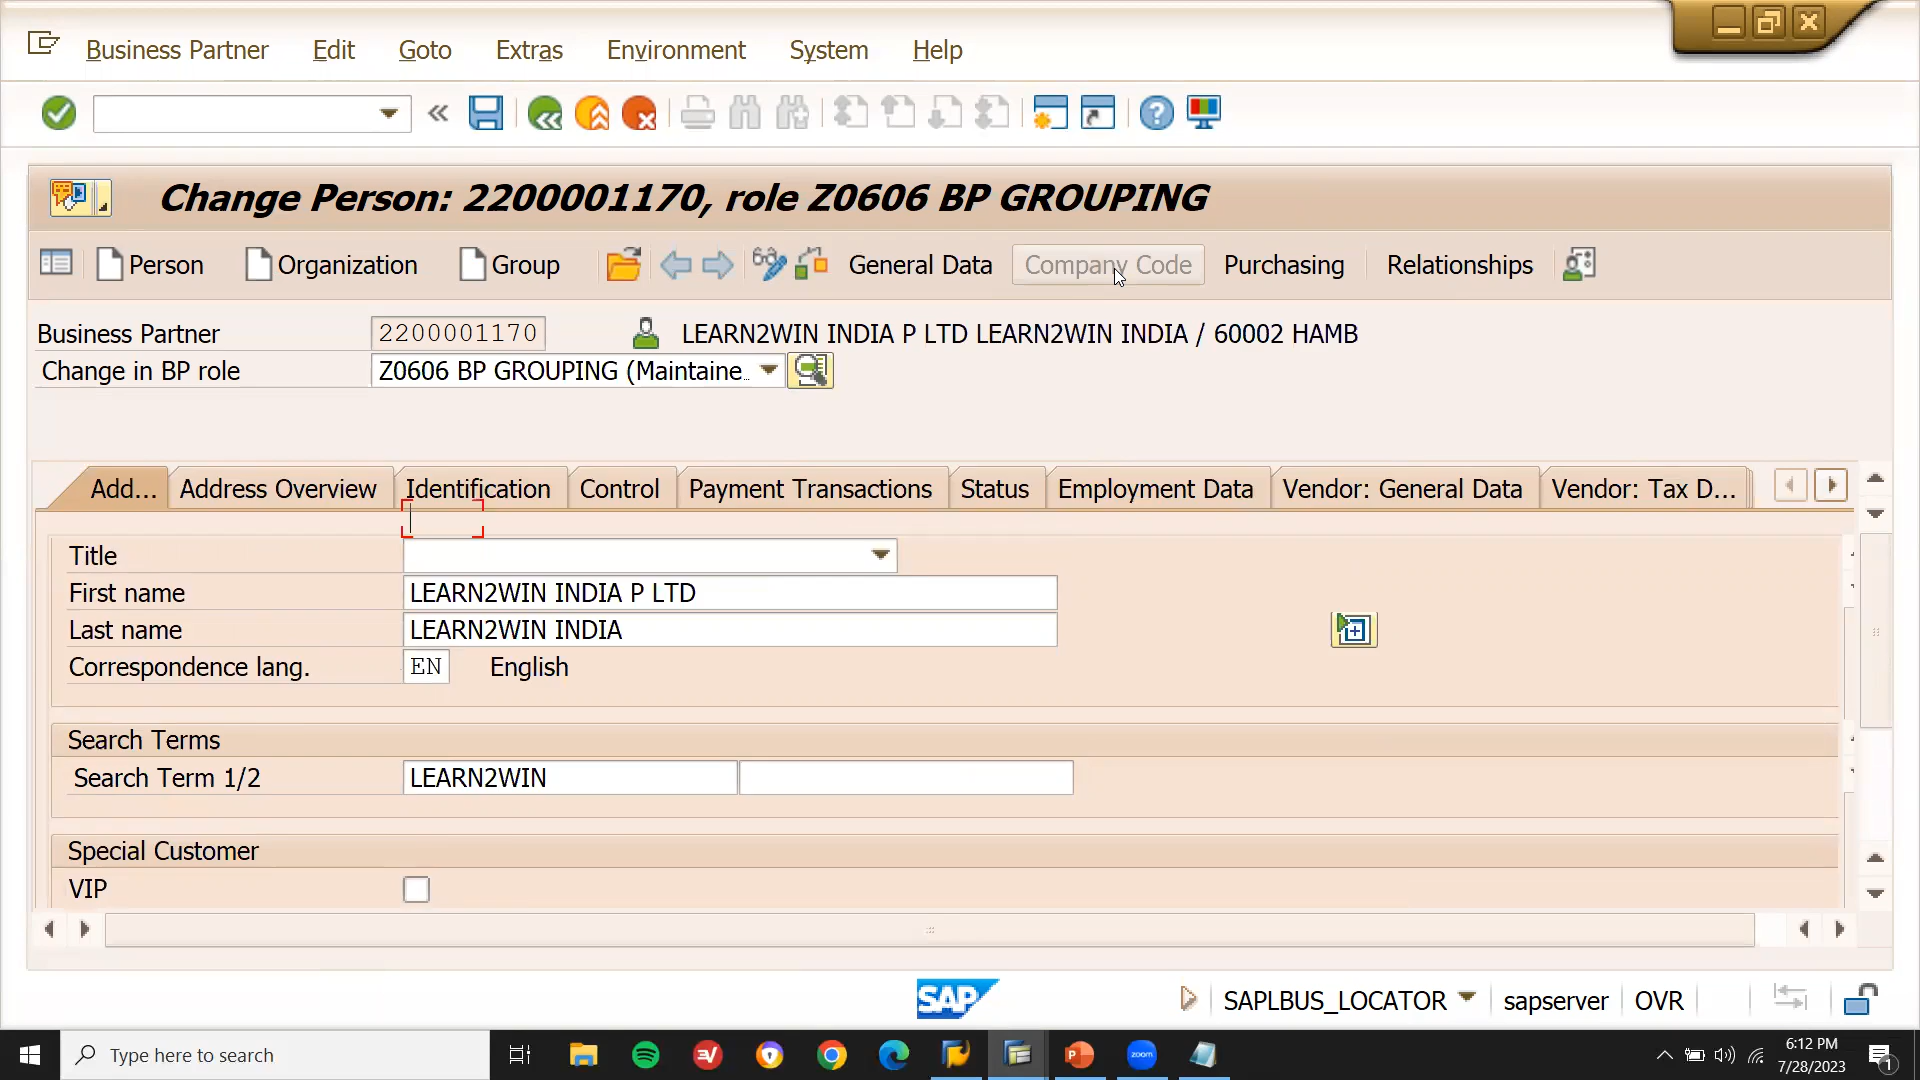 Business Partner Edit Goto Extras Environment System Help
Change Person: 2200001170, role Z0606 BP GROUPING
Person Organization Group General Data Company Code Purchasing Relationships
Business Partner 2200001170 LEARN2WIN INDIA P LTD LEARN2WIN INDIA / 60002 HAMB
Change in BP role Z0606 BP GROUPING (Maintaine..
Add... Address Overview Identification Control Payment Transactions Status Employment Data Vendor: General Data Vendor: Tax D...
Title
First name LEARN2WIN INDIA P LTD
Last name LEARN2WIN INDIA
Correspondence lang. EN English
Search Terms
Search Term 1/2 LEARN2WIN
Special Customer
VIP
SAP SAPLBUS_LOCATOR sapserver OVR
Type here to search
zoom
6:12 PM
7/28/2023
1